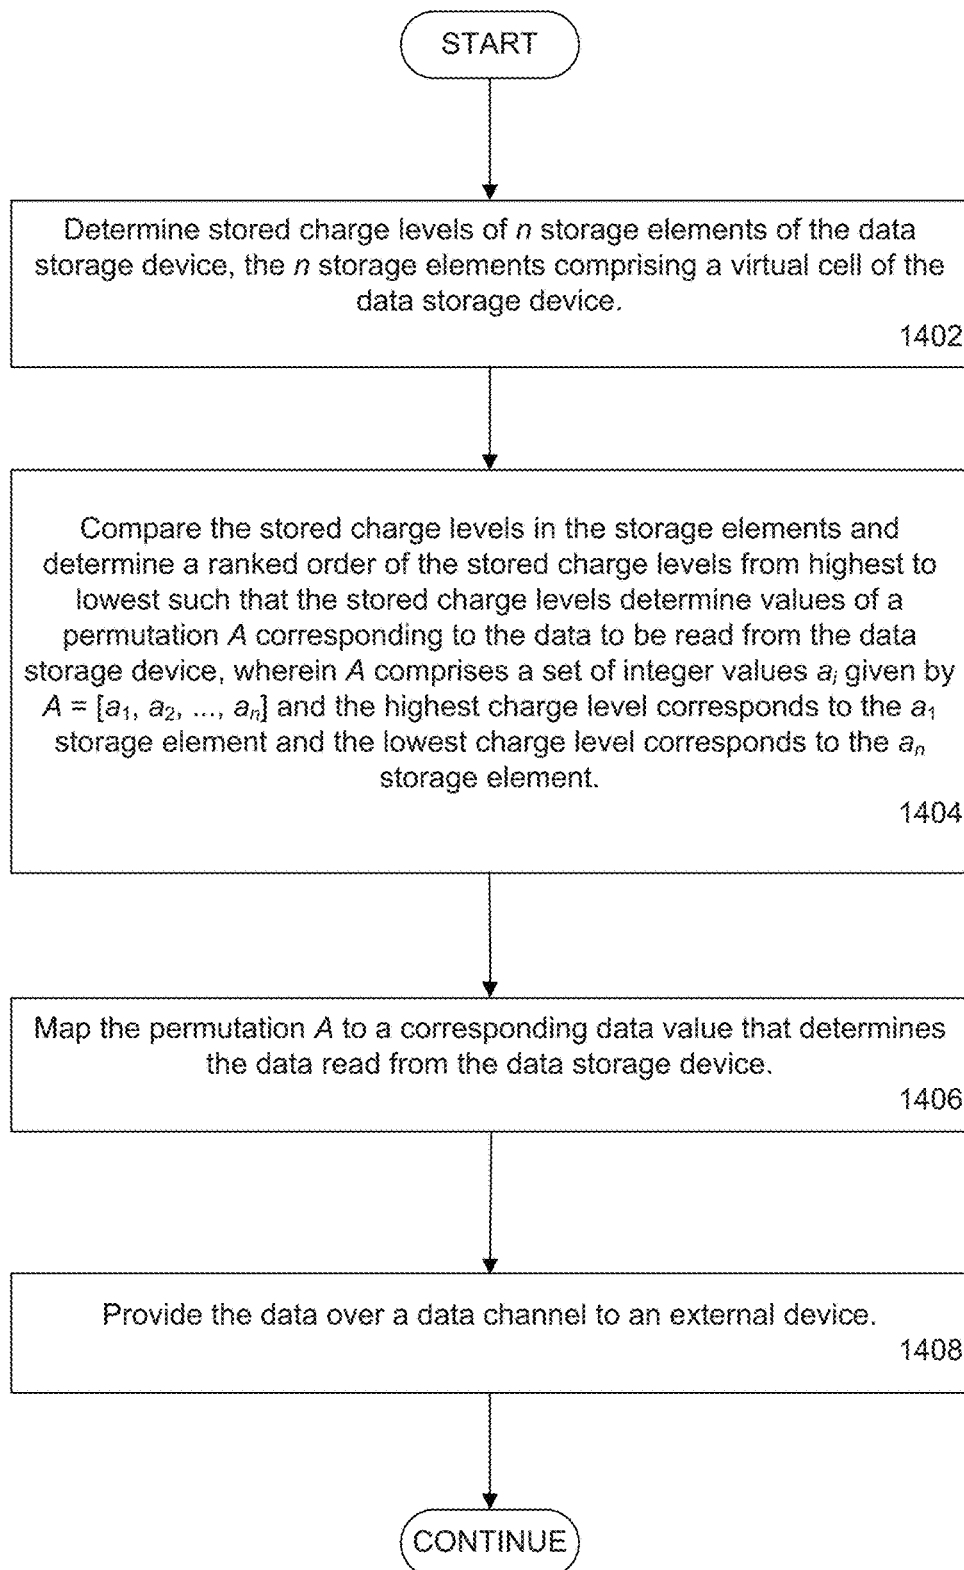 START
Determine stored charge levels of n storage elements of the data
storage device, the n storage elements comprising a virtual cell of the
data storage device.
1402
Compare the stored charge levels in the storage elements and
determine a ranked order of the stored charge levels from highest to
lowest such that the stored charge levels determine values of a
permutation A corresponding to the data to be read from the data
storage device, wherein A comprises a set of integer values aᵢ given by
A = [a₁, a₂, ..., aₙ] and the highest charge level corresponds to the a₁
storage element and the lowest charge level corresponds to the aₙ
storage element.
1404
Map the permutation A to a corresponding data value that determines
the data read from the data storage device.
1406
Provide the data over a data channel to an external device.
1408
CONTINUE